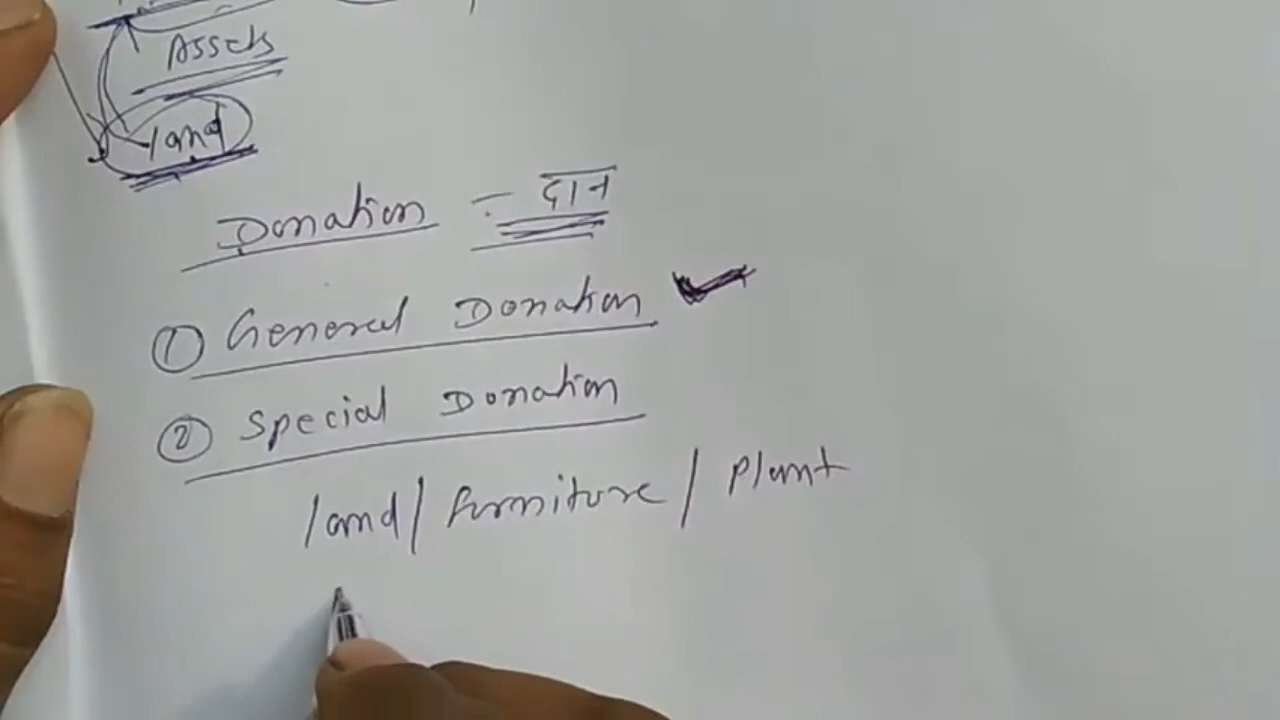 Assets
land
Donation - दान
① General Donation ✔
② Special Donation
land / furniture / Plant